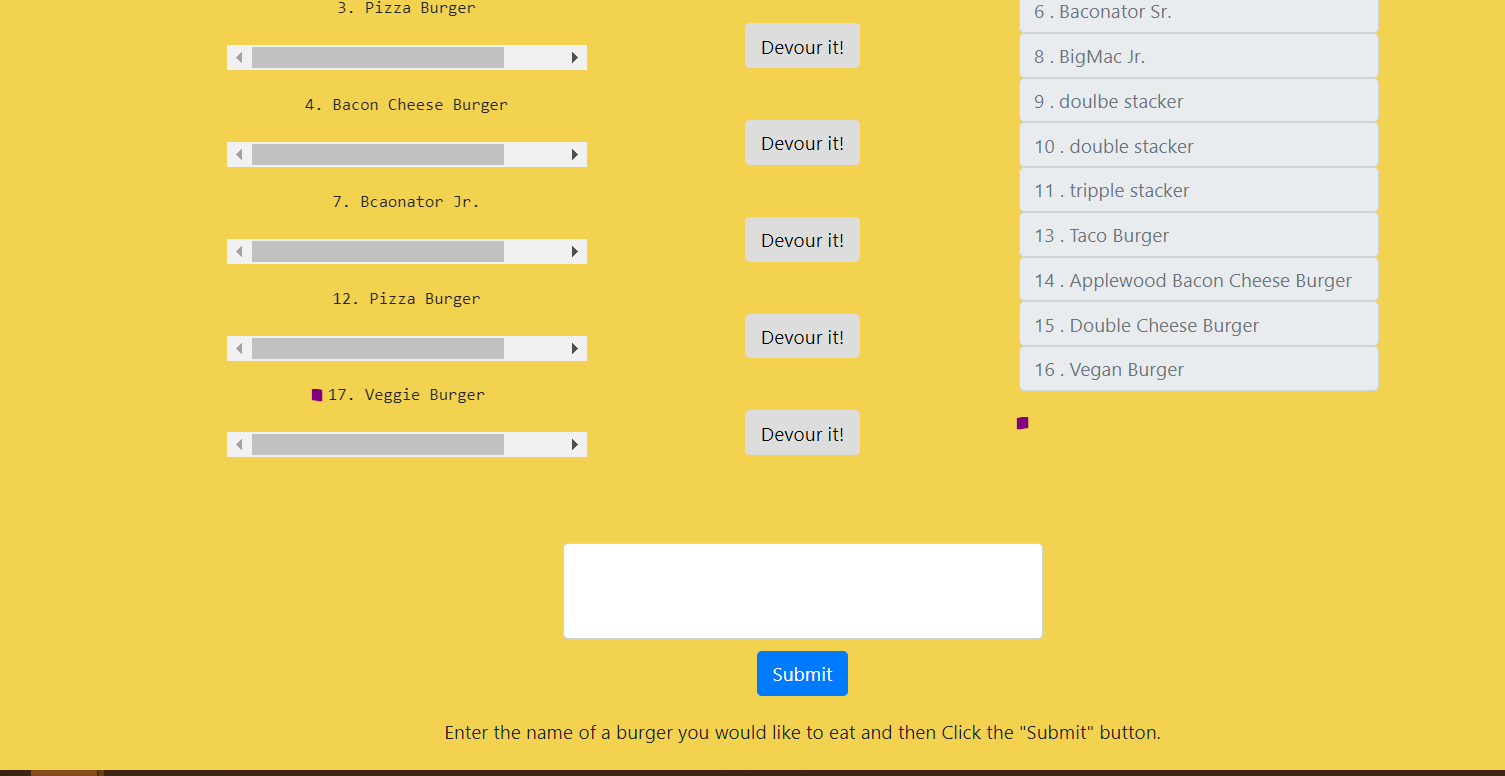 3. Pizza Burger
Devour it!
4. Bacon Cheese Burger
Devour it!
7. Bcaonator Jr.
Devour it!
12. Pizza Burger
Devour it!
17. Veggie Burger
Devour it!
6 . Baconator Sr.
8 . BigMac Jr.
9 . doulbe stacker
10 . double stacker
11 . tripple stacker
13 . Taco Burger
14 . Applewood Bacon Cheese Burger
15 . Double Cheese Burger
16 . Vegan Burger
Submit
Enter the name of a burger you would like to eat and then Click the "Submit" button.